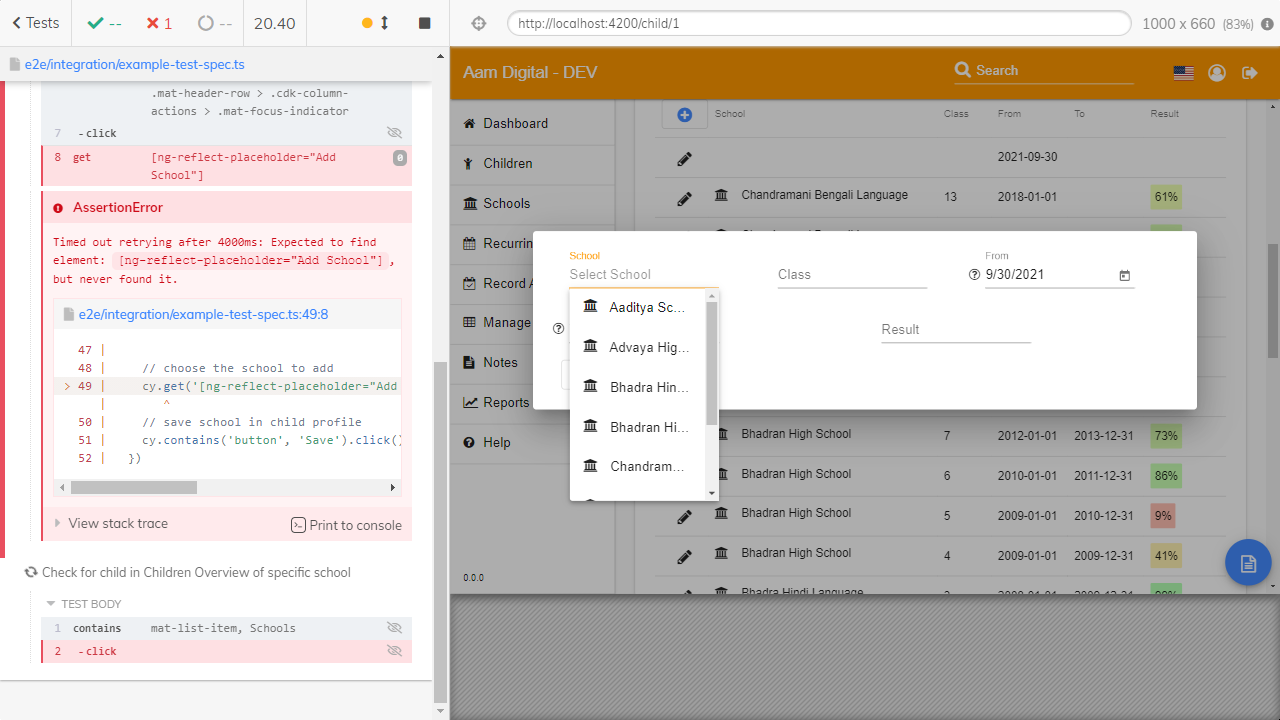 Tests
--
1
--
20.40
http://localhost:4200/child/1
1000 x 660 (83%)
e2e/integration/example-test-spec.ts
.mat-header-row > .cdk-column-
actions > .mat-focus-indicator
7 -click
8 get [ng-reflect-placeholder="Add
School"]
0
AssertionError
Timed out retrying after 4000ms: Expected to find
element: [ng-reflect-placeholder="Add School"],
but never found it.
e2e/integration/example-test-spec.ts:49:8
47 |
48 | // choose the school to add
> 49 | cy.get('[ng-reflect-placeholder="Add
| ^
50 | // save school in child profile
51 | cy.contains('button', 'Save').click()
52 | })
View stack trace
Print to console
Check for child in Children Overview of specific school
TEST BODY
1 contains mat-list-item, Schools
2 -click
Aam Digital - DEV
Search
Dashboard
Children
Schools
Recurrin
Record A
Manage
Notes
Reports
Help
0.0.0
School Class From To Result
2021-09-30
Chandramani Bengali Language 13 2018-01-01 61%
School
Select School
Class
From
9/30/2021
Result
Aaditya Sc...
Advaya Hig...
Bhadra Hin...
Bhadran Hi...
Chandram...
Bhadran High School 7 2012-01-01 2013-12-31 73%
Bhadran High School 6 2010-01-01 2011-12-31 86%
Bhadran High School 5 2009-01-01 2010-12-31 9%
Bhadran High School 4 2009-01-01 2009-12-31 41%
Bhadra Hindi Language